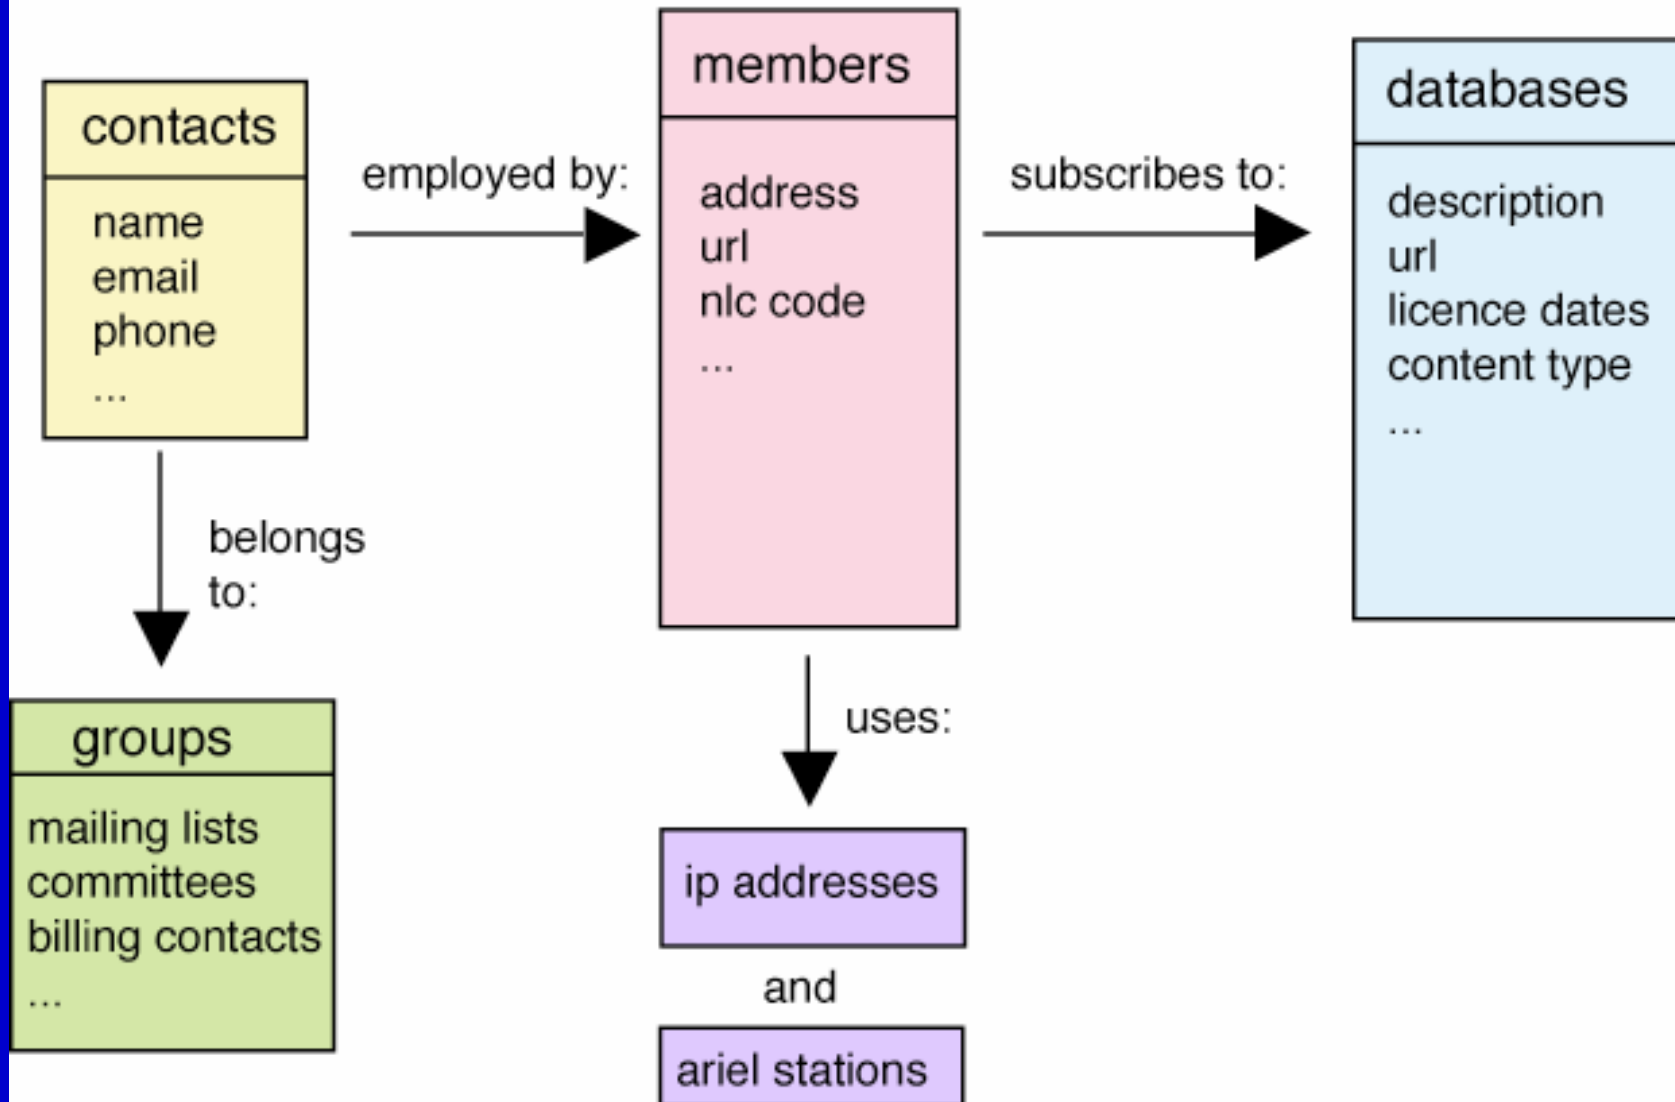 contacts
name
email
phone
...
employed by:
members
address
url
nlc code
...
subscribes to:
databases
description
url
licence dates
content type
...
belongs
to:
groups
mailing lists
committees
billing contacts
...
uses:
ip addresses
and
ariel stations